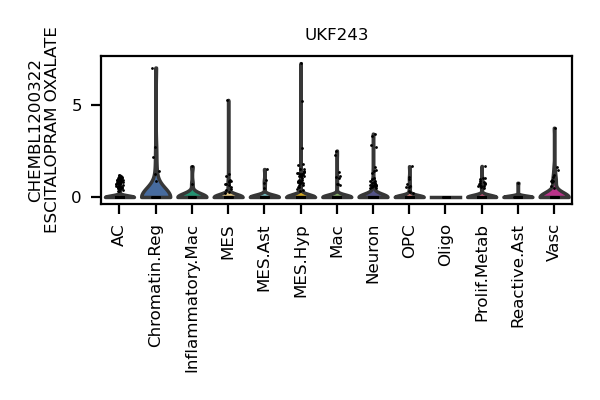 UKF243
CHEMBL1200322
ESCITALOPRAM OXALATE
5
0
AC
Chromatin.Reg
Inflammatory.Mac
MES
MES.Ast
MES.Hyp
Mac
Neuron
OPC
Oligo
Prolif.Metab
Reactive.Ast
Vasc